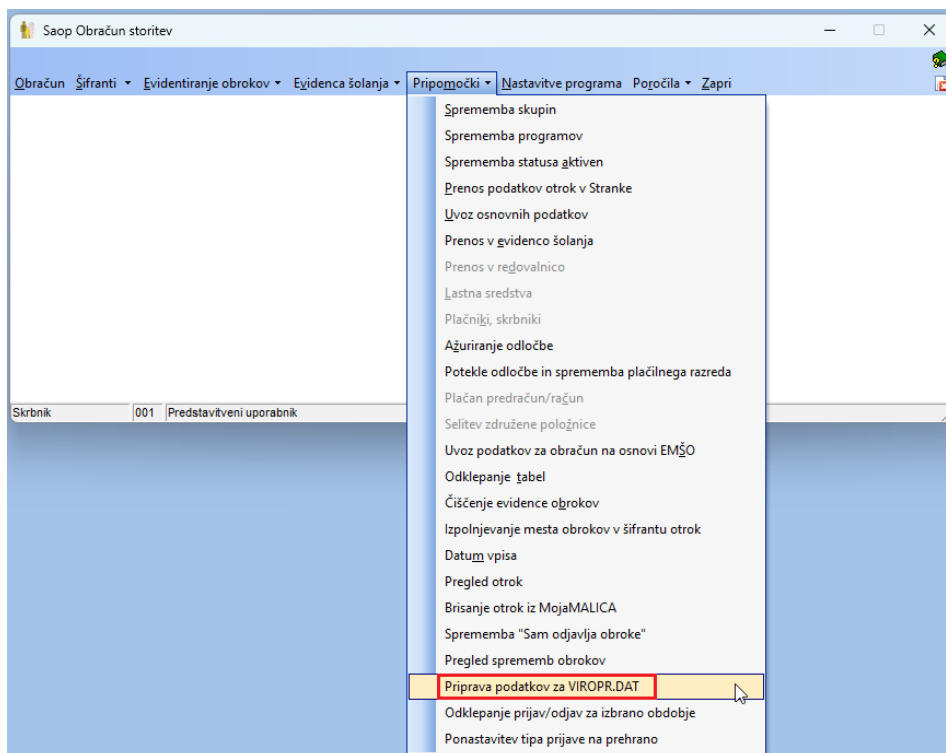 Saop Obračun storitev
Obračun Šifranti Evidentiranje obrokov Evidenca šolanja Pripomočki Nastavitve programa Poročila Zapri
Sprememba skupin
Sprememba programov
Sprememba statusa aktiven
Prenos podatkov otrok v Stranke
Uvoz osnovnih podatkov
Prenos v evidenco šolanja
Prenos v redovalnico
Lastna sredstva
Plačniki, skrbniki
Ažuriranje odločbe
Potekle odločbe in sprememba plačilnega razreda
Plačan predračun/račun
Selitev združene položnice
Uvoz podatkov za obračun na osnovi EMŠO
Odklepanje tabel
Čiščenje evidence obrokov
Izpolnjevanje mesta obrokov v šifrantu otrok
Datum vpisa
Pregled otrok
Brisanje otrok iz MojaMALICA
Sprememba "Sam odjavlja obroke"
Pregled sprememb obrokov
Priprava podatkov za VIROPR.DAT
Odklepanje prijav/odjav za izbrano obdobje
Ponastavitev tipa prijave na prehrano
Skrbnik 001 Predstavitveni uporabnik